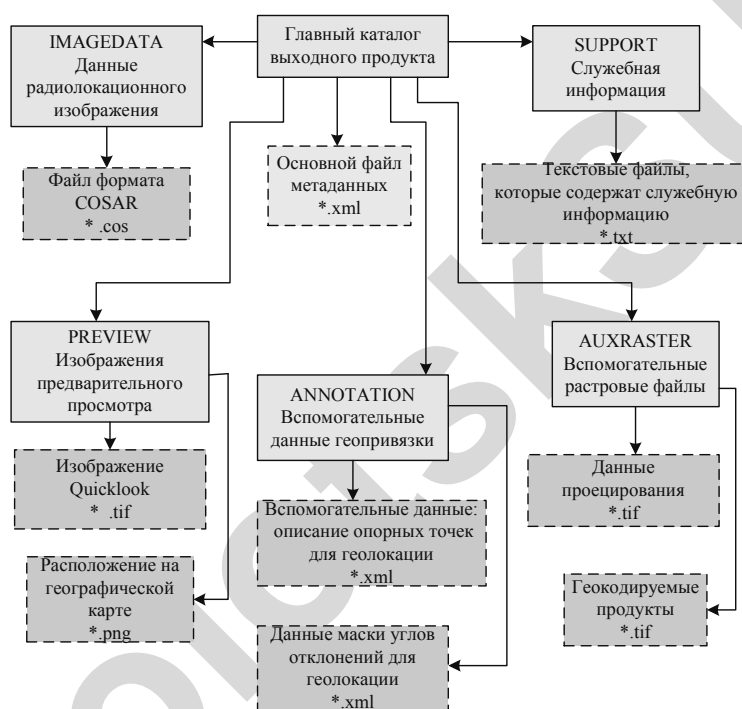 IMAGEDATA
Данные
радиолокационного
изображения
Главный каталог
выходного продукта
SUPPORT
Служебная
информация
Файл формата
COSAR
* .cos
Основной файл
метаданных
*.xml
Текстовые файлы,
которые содержат служебную
информацию
*.txt
PREVIEW
Изображения
предварительного
просмотра
ANNOTATION
Вспомогательные
данные геопривязки
AUXRASTER
Вспомогательные
растровые файлы
Изображение
Quicklook
* .tif
Вспомогательные данные:
описание опорных точек
для геолокации
*.xml
Данные
проецирования
*.tif
Расположение на
географической
карте
*.png
Данные маски углов
отклонений для
геолокации
*.xml
Геокодируемые
продукты
*.tif